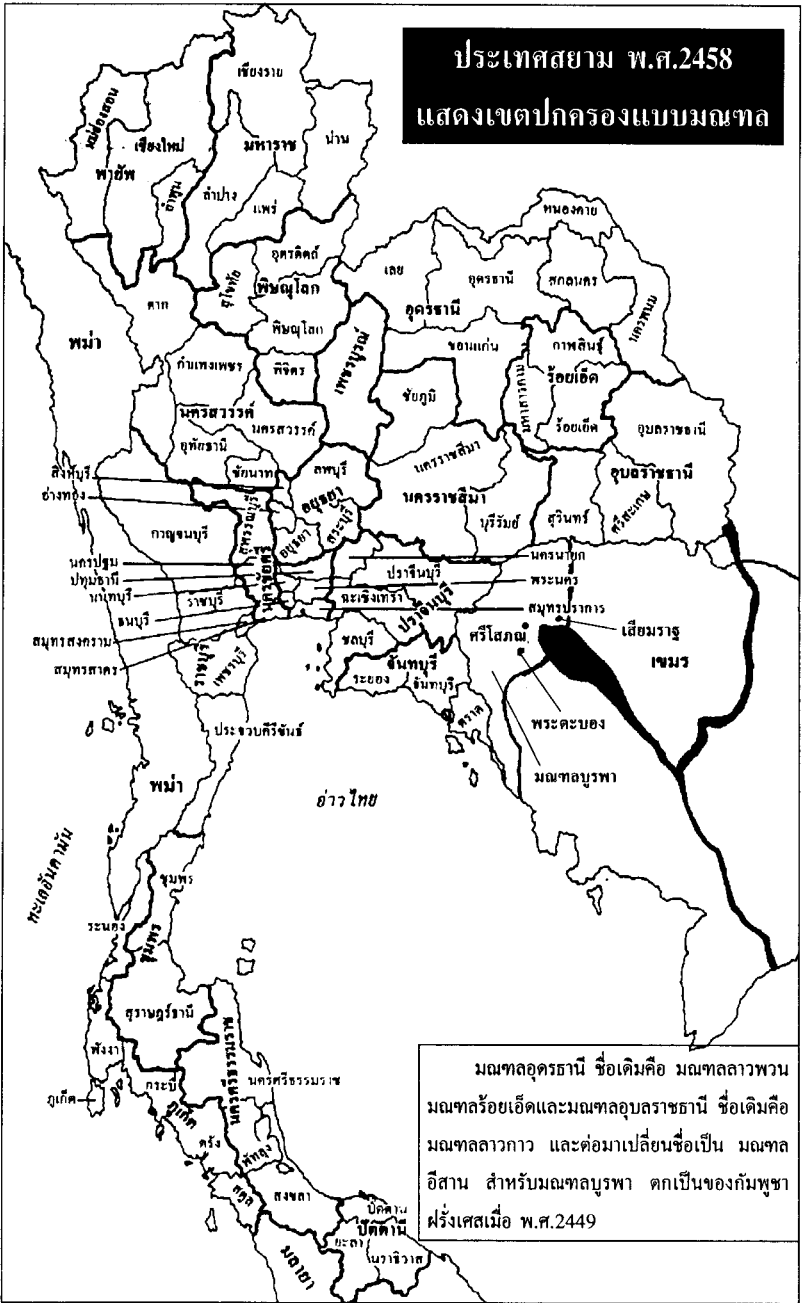 ประเทศสยาม พ.ศ.2458
แสดงเขตปกครองแบบมณฑล
เชียงราย
แม่ฮ่องสอน
เชียงใหม่
มหาราช
น่าน
พายัพ
ลำพูน
ลำปาง
แพร่
หนองคาย
อุตรดิตถ์
เลย
อุดรธานี
สกลนคร
ตาก
สุโขทัย
พิษณุโลก
อุดรธานี
นครพนม
พม่า
พิษณุโลก
ขอนแก่น
กาฬสินธุ์
กำแพงเพชร
พิจิตร
เพชรบูรณ์
ชัยภูมิ
มหาสารคาม
ร้อยเอ็ด
นครสวรรค์
นครสวรรค์
ร้อยเอ็ด
อุบลราชธานี
อุทัยธานี
นครราชสีมา
สิงห์บุรี
ชัยนาท
ลพบุรี
นครราชสีมา
อุบลราชธานี
อ่างทอง
อยุธยา
บุรีรัมย์
สุรินทร์
ศรีสะเกษ
กาญจนบุรี
สุพรรณบุรี
อยุธยา
สระบุรี
นครปฐม
ปราจีนบุรี
นครนายก
ปทุมธานี
นครชัยศรี
พระนคร
นนทบุรี
ราชบุรี
ฉะเชิงเทรา
ปราจีนบุรี
ธนบุรี
สมุทรปราการ
สมุทรสงคราม
ชลบุรี
ศรีโสภณ
เสียมราฐ
สมุทรสาคร
ราชบุรี
เพชรบุรี
จันทบุรี
เขมร
ระยอง
จันทบุรี
ตราด
พระตะบอง
ประจวบคีรีขันธ์
มณฑลบูรพา
พม่า
อ่าวไทย
ทะเลอันดามัน
ชุมพร
ระนอง
ชุมพร
สุราษฎร์ธานี
พังงา
นครศรีธรรมราช
กระบี่
นครศรีธรรมราช
ภูเก็ต
ภูเก็ต
ตรัง
พัทลุง
สตูล
สงขลา
ปัตตานี
ปัตตานี
ยะลา
นราธิวาส
มลายา
มณฑลอุดรธานี ชื่อเดิมคือ มณฑลลาวพวน
มณฑลร้อยเอ็ดและมณฑลอุบลราชธานี ชื่อเดิมคือ
มณฑลลาวกาว และต่อมาเปลี่ยนชื่อเป็น มณฑล
อีสาน สำหรับมณฑลบูรพา ตกเป็นของกัมพูชา
ฝรั่งเศสเมื่อ พ.ศ.2449